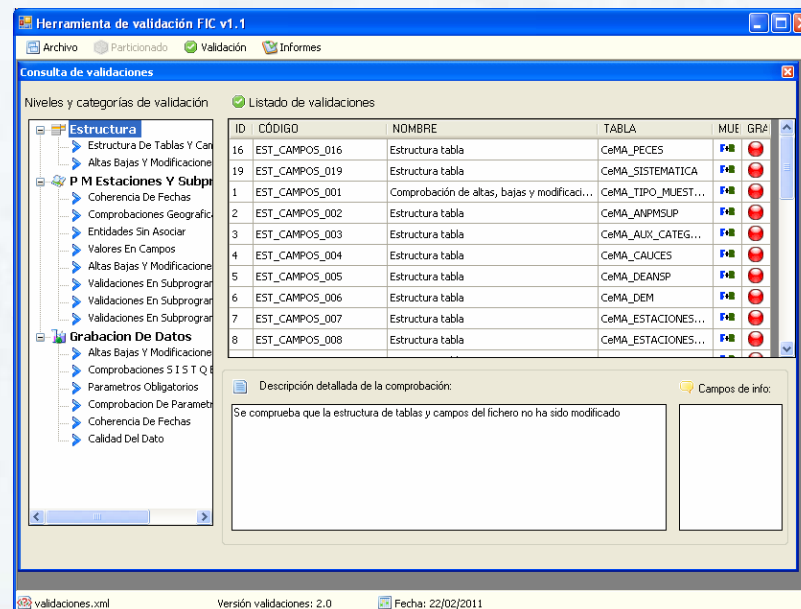 Herramienta de validación FIC v1.1
Archivo Particionado Validación Informes
Consulta de validaciones
Niveles y categorías de validación
Estructura
Estructura De Tablas Y Can
Altas Bajas Y Modificacione
P M Estaciones Y Subpr
Coherencia De Fechas
Comprobaciones Geografic
Entidades Sin Asociar
Valores En Campos
Altas Bajas Y Modificacione
Validaciones En Subprogran
Validaciones En Subprogran
Validaciones En Subprogran
Grabacion De Datos
Altas Bajas Y Modificacione
Comprobaciones S I S T Q E
Parametros Obligatorios
Comprobacion De Parametr
Coherencia De Fechas
Calidad Del Dato
Listado de validaciones
ID CÓDIGO NOMBRE TABLA MUE GRA
16 EST_CAMPOS_016 Estructura tabla CeMA_PECES F+R
19 EST_CAMPOS_019 Estructura tabla CeMA_SISTEMATICA F+R
1 EST_CAMPOS_001 Comprobación de altas, bajas y modificaci... CeMA_TIPO_MUEST... F+R
2 EST_CAMPOS_002 Estructura tabla CeMA_ANPMSUP F+R
3 EST_CAMPOS_003 Estructura tabla CeMA_AUX_CATEG... F+R
4 EST_CAMPOS_004 Estructura tabla CeMA_CAUCES F+R
5 EST_CAMPOS_005 Estructura tabla CeMA_DEANSP F+R
6 EST_CAMPOS_006 Estructura tabla CeMA_DEM F+R
7 EST_CAMPOS_007 Estructura tabla CeMA_ESTACIONES... F+R
8 EST_CAMPOS_008 Estructura tabla CeMA_ESTACIONES... F+R
Descripción detallada de la comprobación:
Se comprueba que la estructura de tablas y campos del fichero no ha sido modificado
Campos de info:
validaciones.xml Versión validaciones: 2.0 Fecha: 22/02/2011